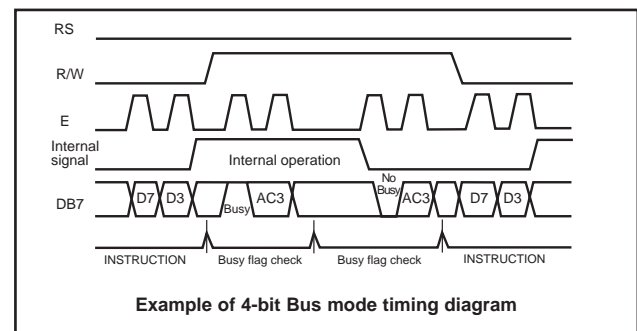 RS
R/W
E
Internal signal
Internal operation
DB7
D7 D3 Busy AC3 No Busy AC3 D7 D3
INSTRUCTION Busy flag check Busy flag check INSTRUCTION
Example of 4-bit Bus mode timing diagram